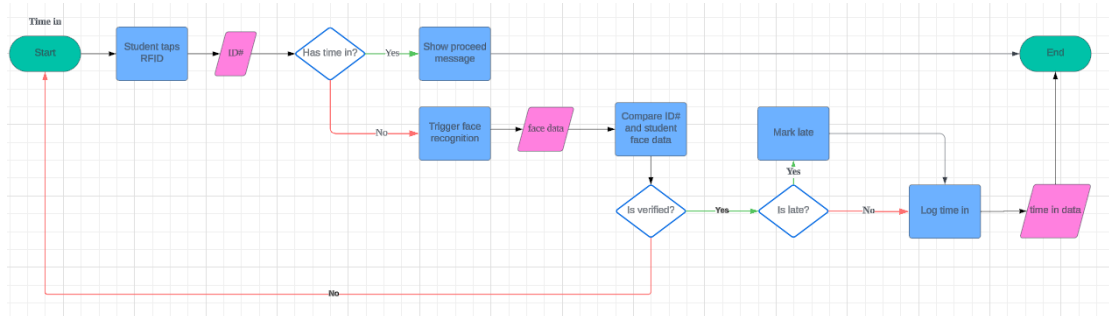 Time in
Start
Student taps
RFID
ID#
Has time in?
Yes
Show proceed
message
End
No
Trigger face
recognition
face data
Compare ID#
and student
face data
Mark late
Yes
Is verified?
Yes
Is late?
No
Log time in
time in data
No